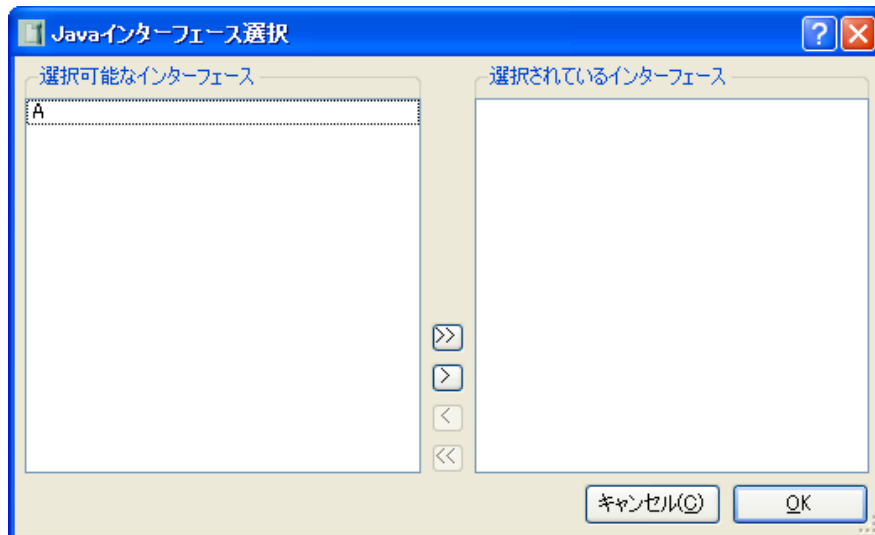 Javaインターフェース選択
選択可能なインターフェース
選択されているインターフェース
A
>>
>
<
<<
キャンセル(C)
OK